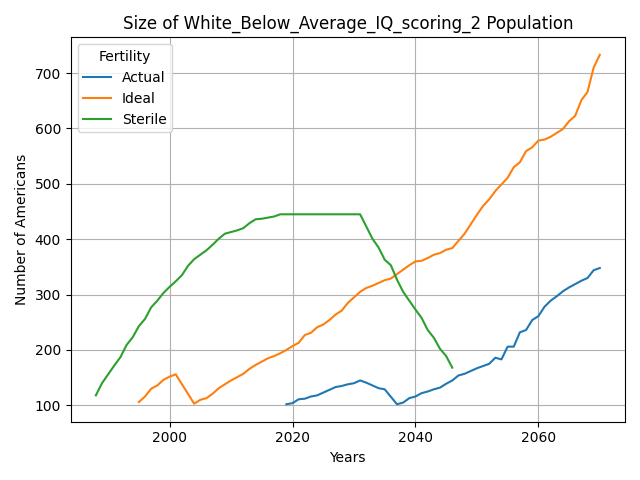 Size of White_Below_Average_IQ_scoring_2 Population
Fertility
Actual
Ideal
Sterile
Number of Americans
700
600
500
400
300
200
100
2000
2020
2040
2060
Years